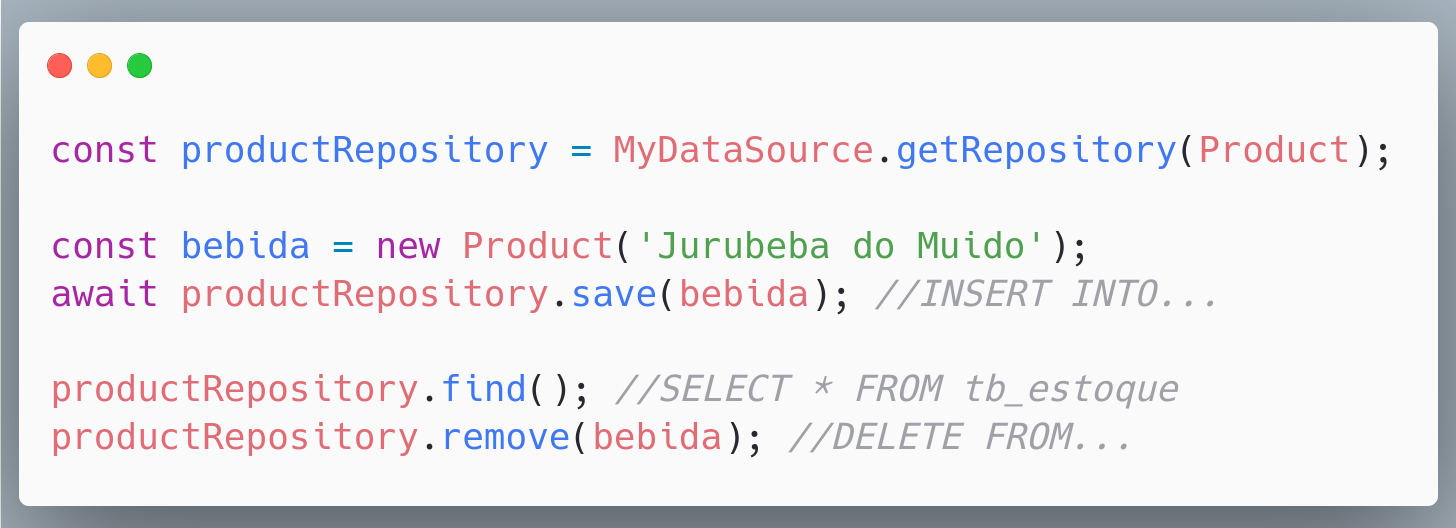 const productRepository = MyDataSource.getRepository(Product);
const bebida = new Product('Jurubeba do Muido');
await productRepository.save(bebida); //INSERT INTO...
productRepository.find(); //SELECT * FROM tb_estoque
productRepository.remove(bebida); //DELETE FROM...